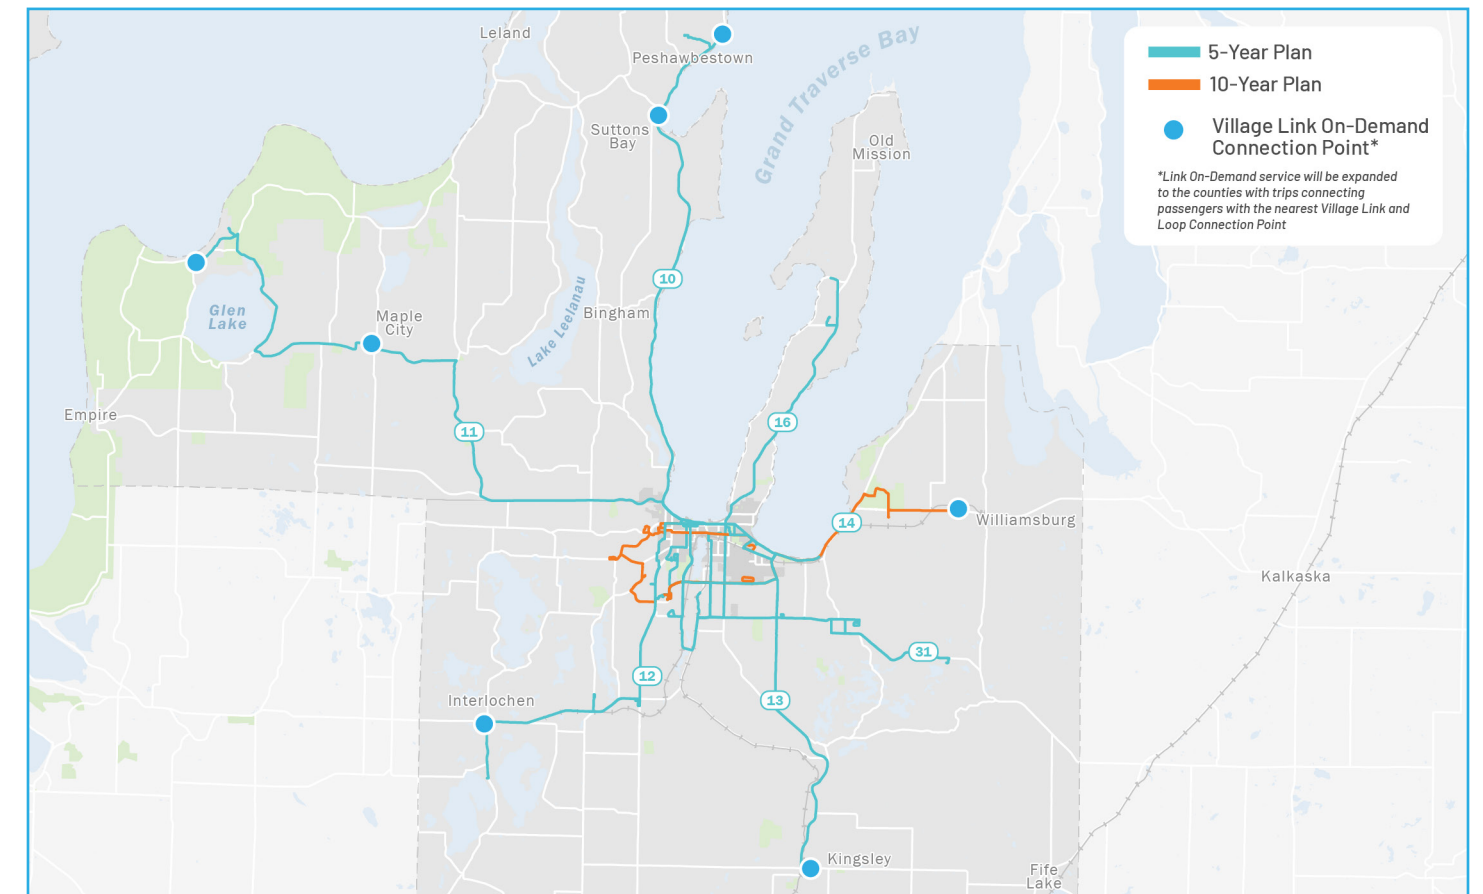 Leland
Peshawbestown
Suttons
Bay
Grand Traverse Bay
Old
Mission
5-Year Plan
10-Year Plan
Village Link On-Demand
Connection Point*
*Link On-Demand service will be expanded
to the counties with trips connecting
passengers with the nearest Village Link and
Loop Connection Point
10
Glen
Lake
Maple
City
Lake Leelanau
Bingham
Empire
11
16
14
Williamsburg
Kalkaska
31
12
13
Interlochen
Kingsley
Fife
Lake